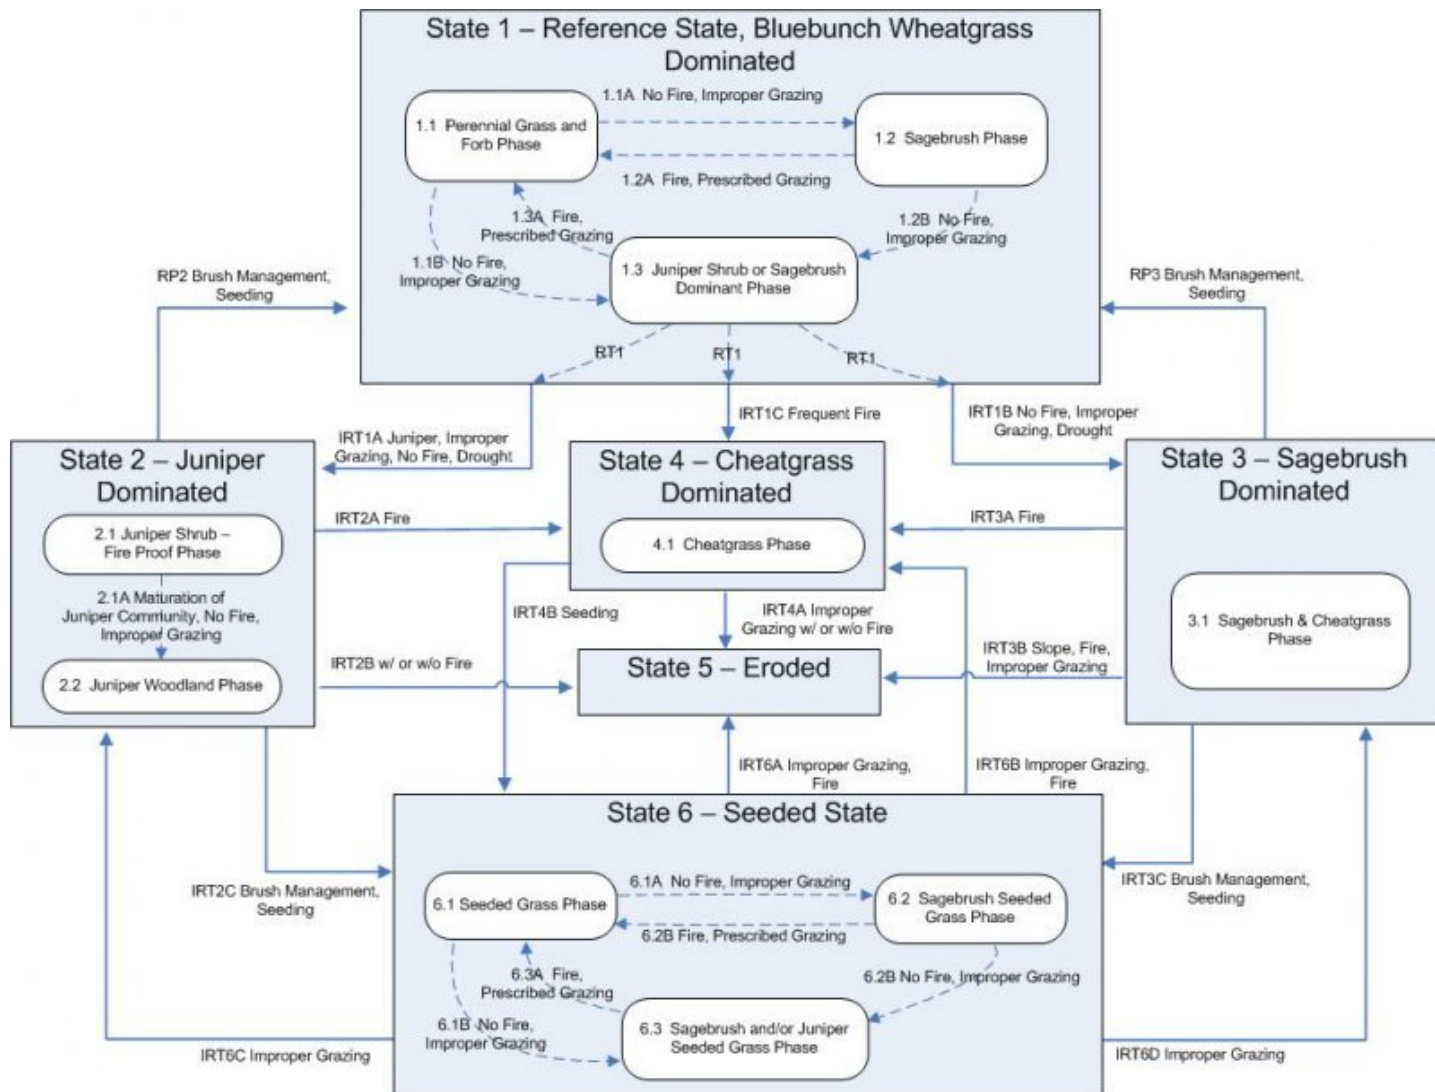 State 1 – Reference State, Bluebunch Wheatgrass
Dominated
1.1A No Fire, Improper Grazing
1.1 Perennial Grass and
Forb Phase
1.2 Sagebrush Phase
1.2A Fire, Prescribed Grazing
1.3A Fire,
Prescribed Grazing
1.2B No Fire,
Improper Grazing
1.1B No Fire,
Improper Grazing
1.3 Juniper Shrub or Sagebrush
Dominant Phase
RP2 Brush Management,
Seeding
RP3 Brush Management,
Seeding
RT1
RT1
RT1
IRT1A Juniper, Improper
Grazing, No Fire, Drought
IRT1C Frequent Fire
IRT1B No Fire, Improper
Grazing, Drought
State 2 – Juniper
Dominated
2.1 Juniper Shrub –
Fire Proof Phase
2.1A Maturation of
Juniper Community, No Fire,
Improper Grazing
2.2 Juniper Woodland Phase
IRT2A Fire
State 4 – Cheatgrass
Dominated
4.1 Cheatgrass Phase
IRT3A Fire
State 3 – Sagebrush
Dominated
3.1 Sagebrush & Cheatgrass
Phase
IRT4B Seeding
IRT4A Improper
Grazing w/ or w/o Fire
IRT2B w/ or w/o Fire
State 5 – Eroded
IRT3B Slope, Fire,
Improper Grazing
IRT6A Improper Grazing,
Fire
IRT6B Improper Grazing,
Fire
IRT2C Brush Management,
Seeding
IRT3C Brush Management,
Seeding
State 6 – Seeded State
6.1A No Fire, Improper Grazing
6.1 Seeded Grass Phase
6.2 Sagebrush Seeded
Grass Phase
6.2B Fire, Prescribed Grazing
6.3A Fire,
Prescribed Grazing
6.2B No Fire, Improper Grazing
6.1B No Fire,
Improper Grazing
6.3 Sagebrush and/or Juniper
Seeded Grass Phase
IRT6C Improper Grazing
IRT6D Improper Grazing